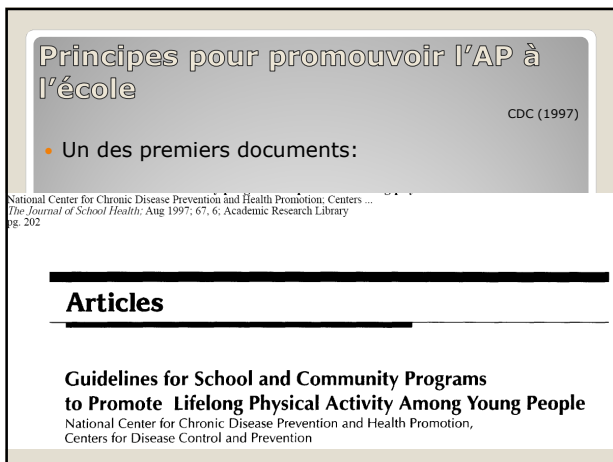 Principes pour promouvoir l'AP à
l'école
CDC (1997)
• Un des premiers documents:
National Center for Chronic Disease Prevention and Health Promotion; Centers ...
The Journal of School Health; Aug 1997; 67, 6; Academic Research Library
pg. 202
Articles
Guidelines for School and Community Programs
to Promote Lifelong Physical Activity Among Young People
National Center for Chronic Disease Prevention and Health Promotion,
Centers for Disease Control and Prevention